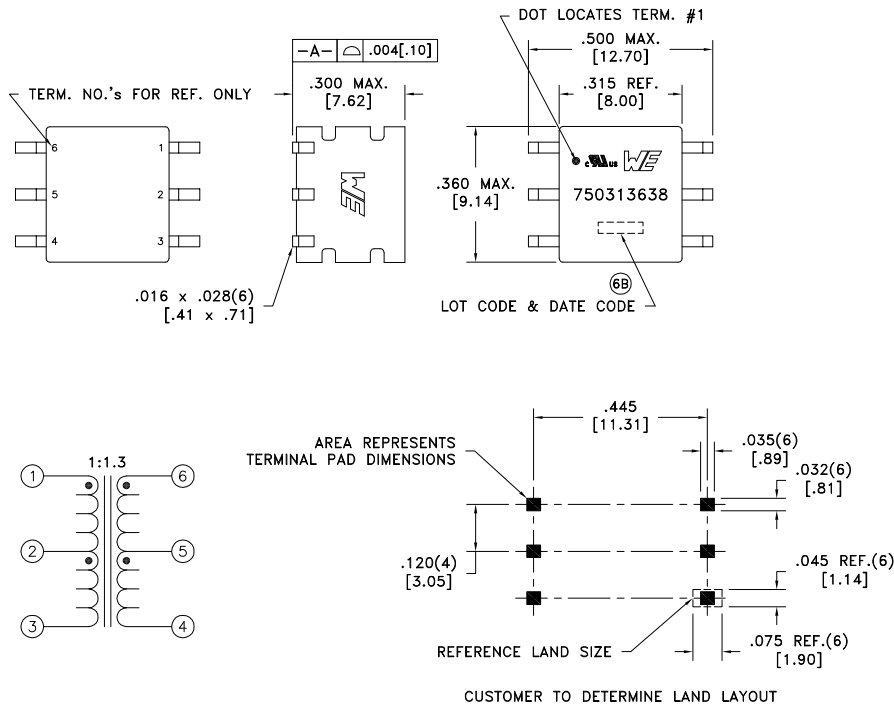 DOT LOCATES TERM. #1
-A- .004[.10]
.500 MAX.
[12.70]
.300 MAX.
[7.62]
.315 REF.
[8.00]
TERM. NO.'s FOR REF. ONLY
6 1
5 2
4 3
WE
c UL us WE
750313638
.360 MAX.
[9.14]
6B
LOT CODE & DATE CODE
.016 x .028(6)
[.41 x .71]
1:1.3
1 6
2 5
3 4
.445
[11.31]
AREA REPRESENTS
TERMINAL PAD DIMENSIONS
.035(6)
[.89]
.032(6)
[.81]
.120(4)
[3.05]
.045 REF.(6)
[1.14]
REFERENCE LAND SIZE
.075 REF.(6)
[1.90]
CUSTOMER TO DETERMINE LAND LAYOUT